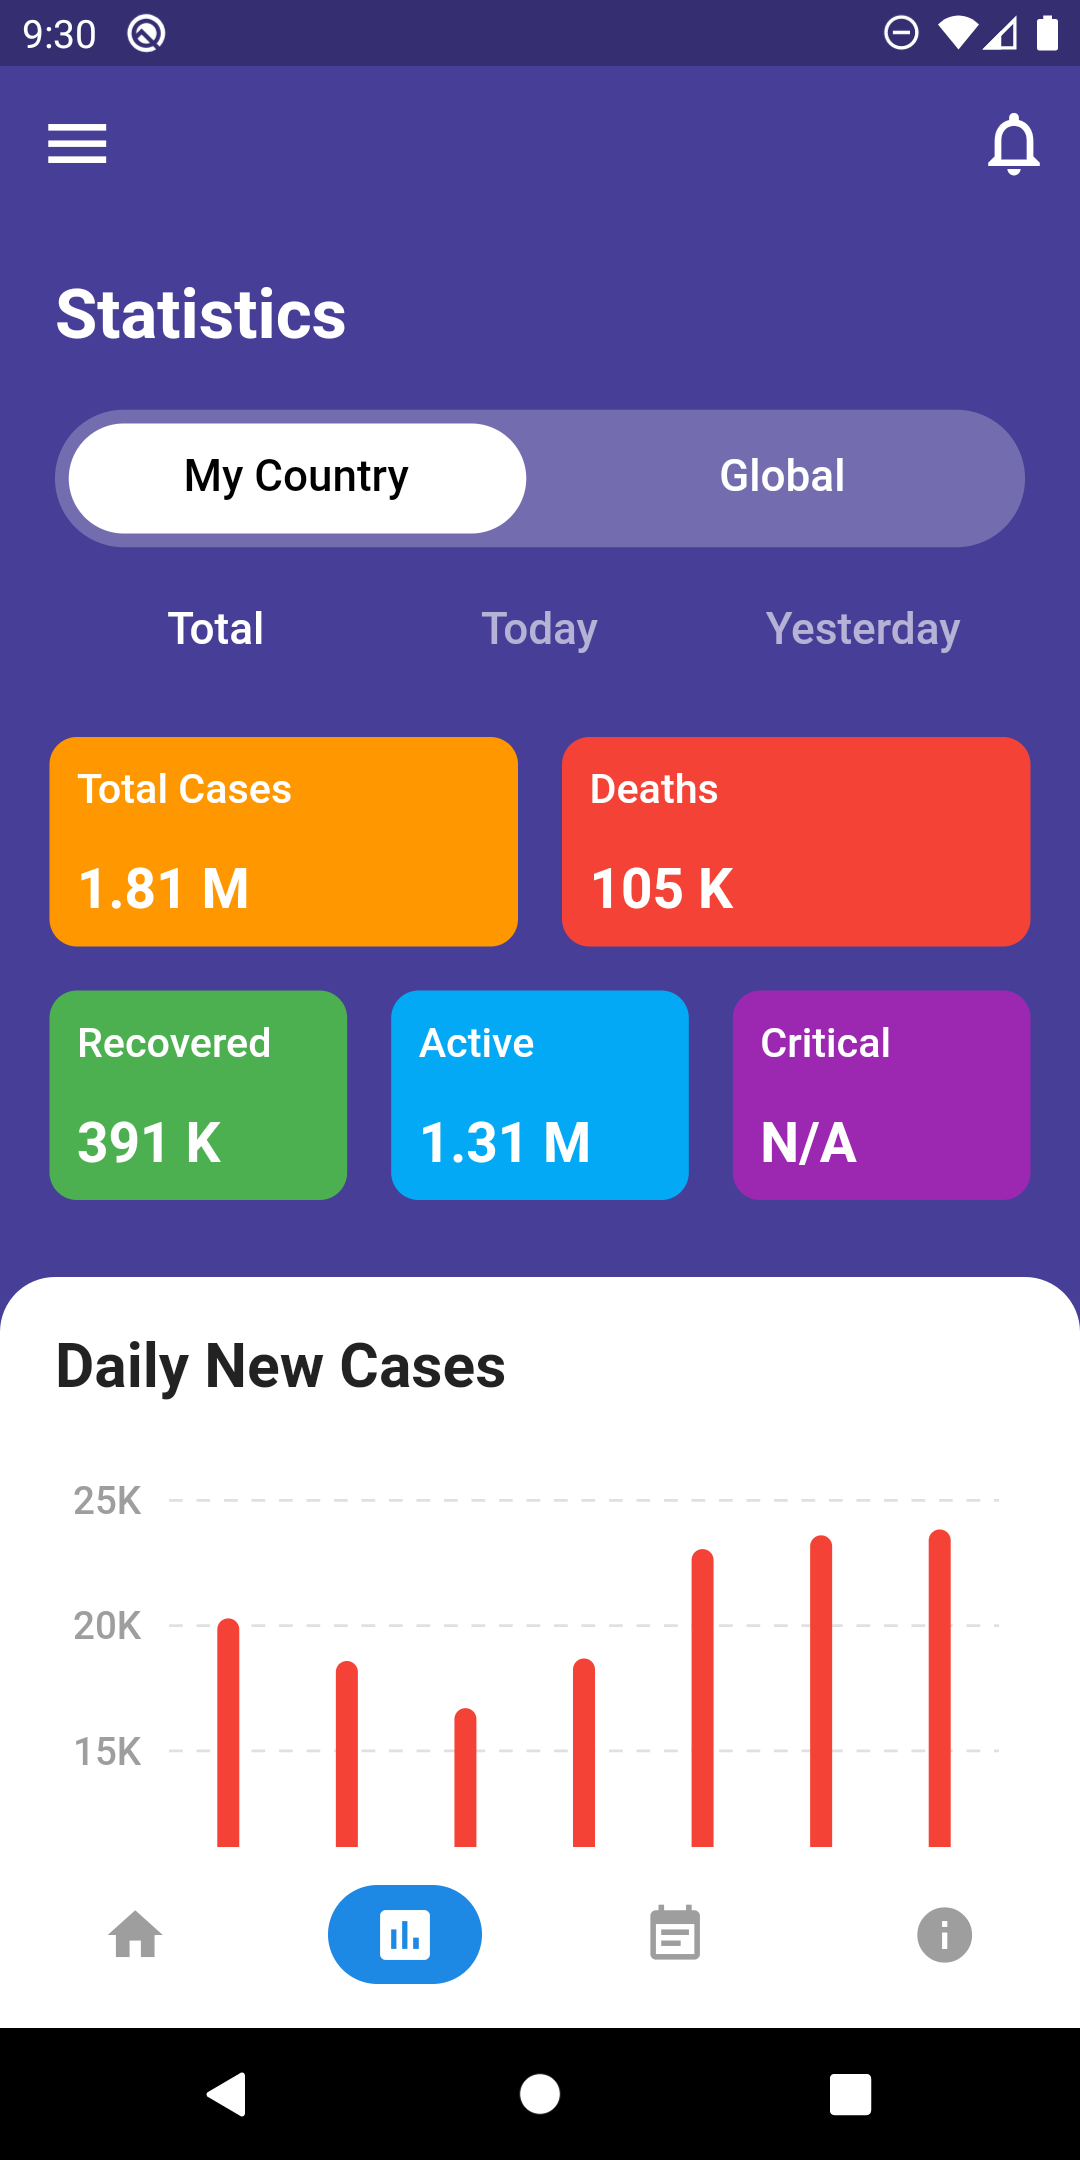 9:30
Statistics
My Country Global
Total Today Yesterday
Total Cases Deaths
1.81 M 105 K
Recovered Active Critical
391 K 1.31 M N/A
Daily New Cases
25K
20K
15K